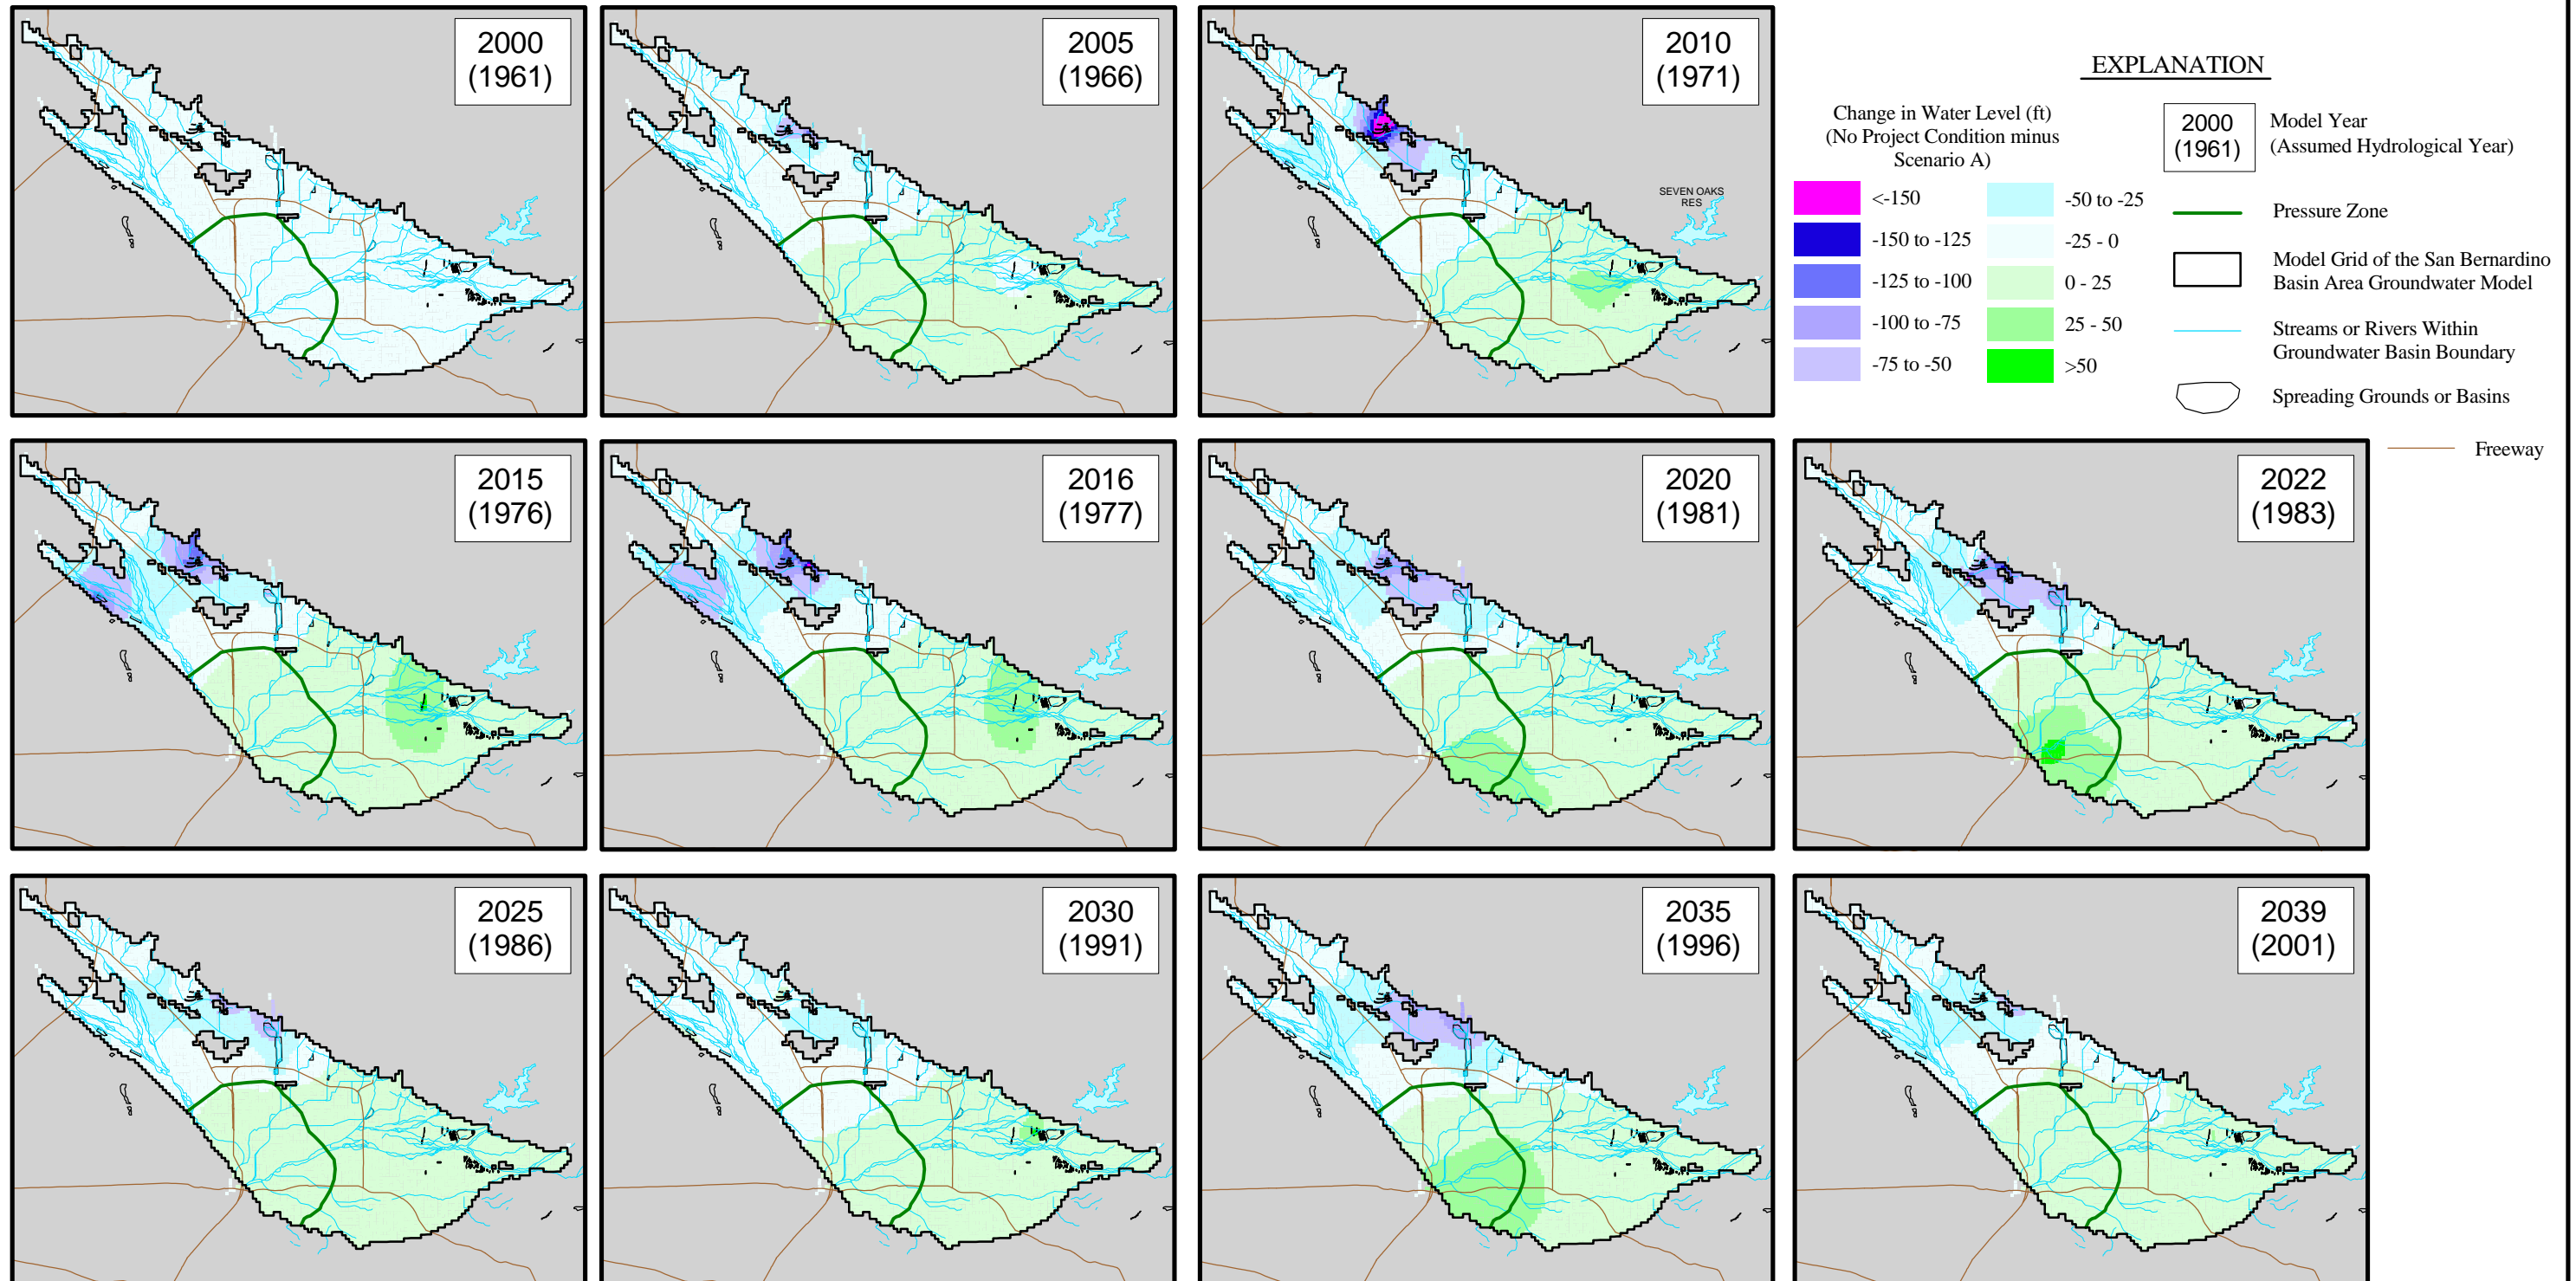 2000
(1961)
2005
(1966)
2010
(1971)
SEVEN OAKS
RES
EXPLANATION
Change in Water Level (ft)
(No Project Condition minus
Scenario A)
<-150
-150 to -125
-125 to -100
-100 to -75
-75 to -50
-50 to -25
-25 - 0
0 - 25
25 - 50
>50
2000
(1961)
Model Year
(Assumed Hydrological Year)
Pressure Zone
Model Grid of the San Bernardino
Basin Area Groundwater Model
Streams or Rivers Within
Groundwater Basin Boundary
Spreading Grounds or Basins
Freeway
2015
(1976)
2016
(1977)
2020
(1981)
2022
(1983)
2025
(1986)
2030
(1991)
2035
(1996)
2039
(2001)